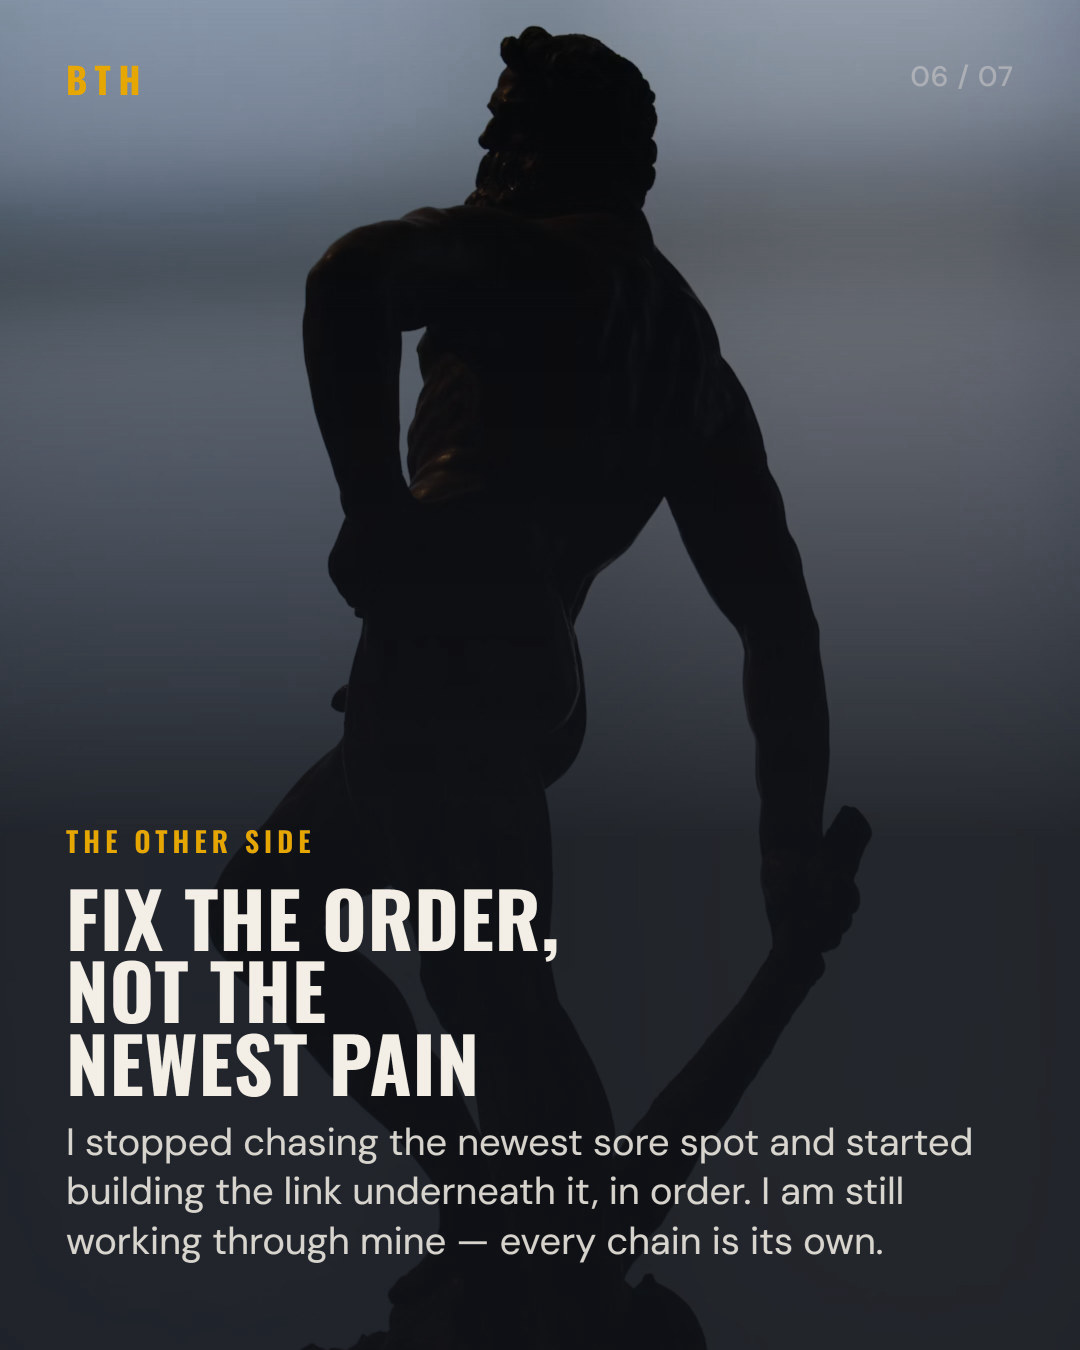 BTH
06 / 07
THE OTHER SIDE
FIX THE ORDER,
NOT THE
NEWEST PAIN
I stopped chasing the newest sore spot and started
building the link underneath it, in order. I am still
working through mine — every chain is its own.